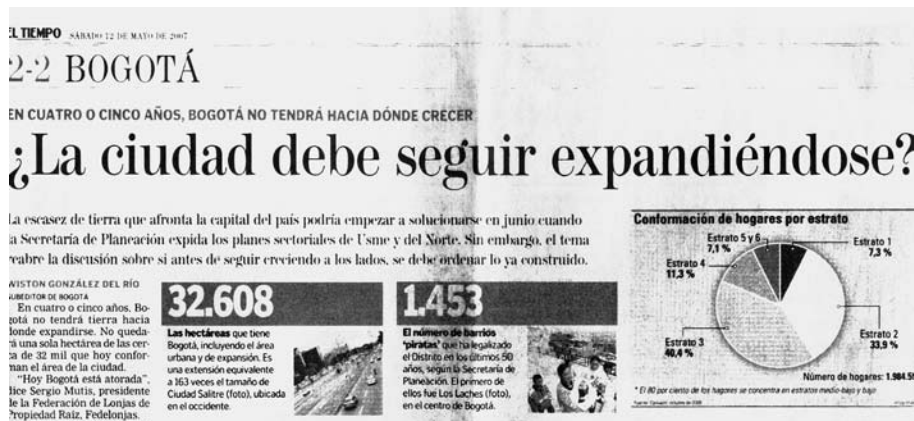 EL TIEMPO SÁBADO 12 DE MAYO DE 2007
2-2 BOGOTÁ
EN CUATRO O CINCO AÑOS, BOGOTÁ NO TENDRÁ HACIA DÓNDE CRECER
¿La ciudad debe seguir expandiéndose?
La escasez de tierra que afronta la capital del país podría empezar a solucionarse en junio cuando
la Secretaría de Planeación expida los planes sectoriales de Usme y del Norte. Sin embargo, el tema
reabre la discusión sobre si antes de seguir creciendo a los lados, se debe ordenar lo ya construido.
WISTON GONZÁLEZ DEL RÍO
SUBEDITOR DE BOGOTÁ
En cuatro o cinco años, Bo-
gotá no tendrá tierra hacia
donde expandirse. No queda-
rá una sola hectárea de las cer-
ca de 32 mil que hoy confor-
man el área de la ciudad.
"Hoy Bogotá está atorada",
dice Sergio Mutis, presidente
de la Federación de Lonjas de
Propiedad Raíz, Fedelonjas.
32.608
Las hectáreas que tiene
Bogotá, incluyendo el área
urbana y de expansión. Es
una extensión equivalente
a 163 veces el tamaño de
Ciudad Salitre (foto), ubicada
en el occidente.
1.453
El número de barrios
'piratas' que ha legalizado
el Distrito en los últimos 50
años, según la Secretaría de
Planeación. El primero de
ellos fue Los Laches (foto),
en el centro de Bogotá.
Conformación de hogares por estrato
Estrato 5 y 6
7,1 %
Estrato 1
7,3 %
Estrato 4
11,3 %
Estrato 2
33,9 %
Estrato 3
40,4 %
Número de hogares: 1.984.5
* El 80 por ciento de los hogares se concentra en estratos medio-bajo y bajo